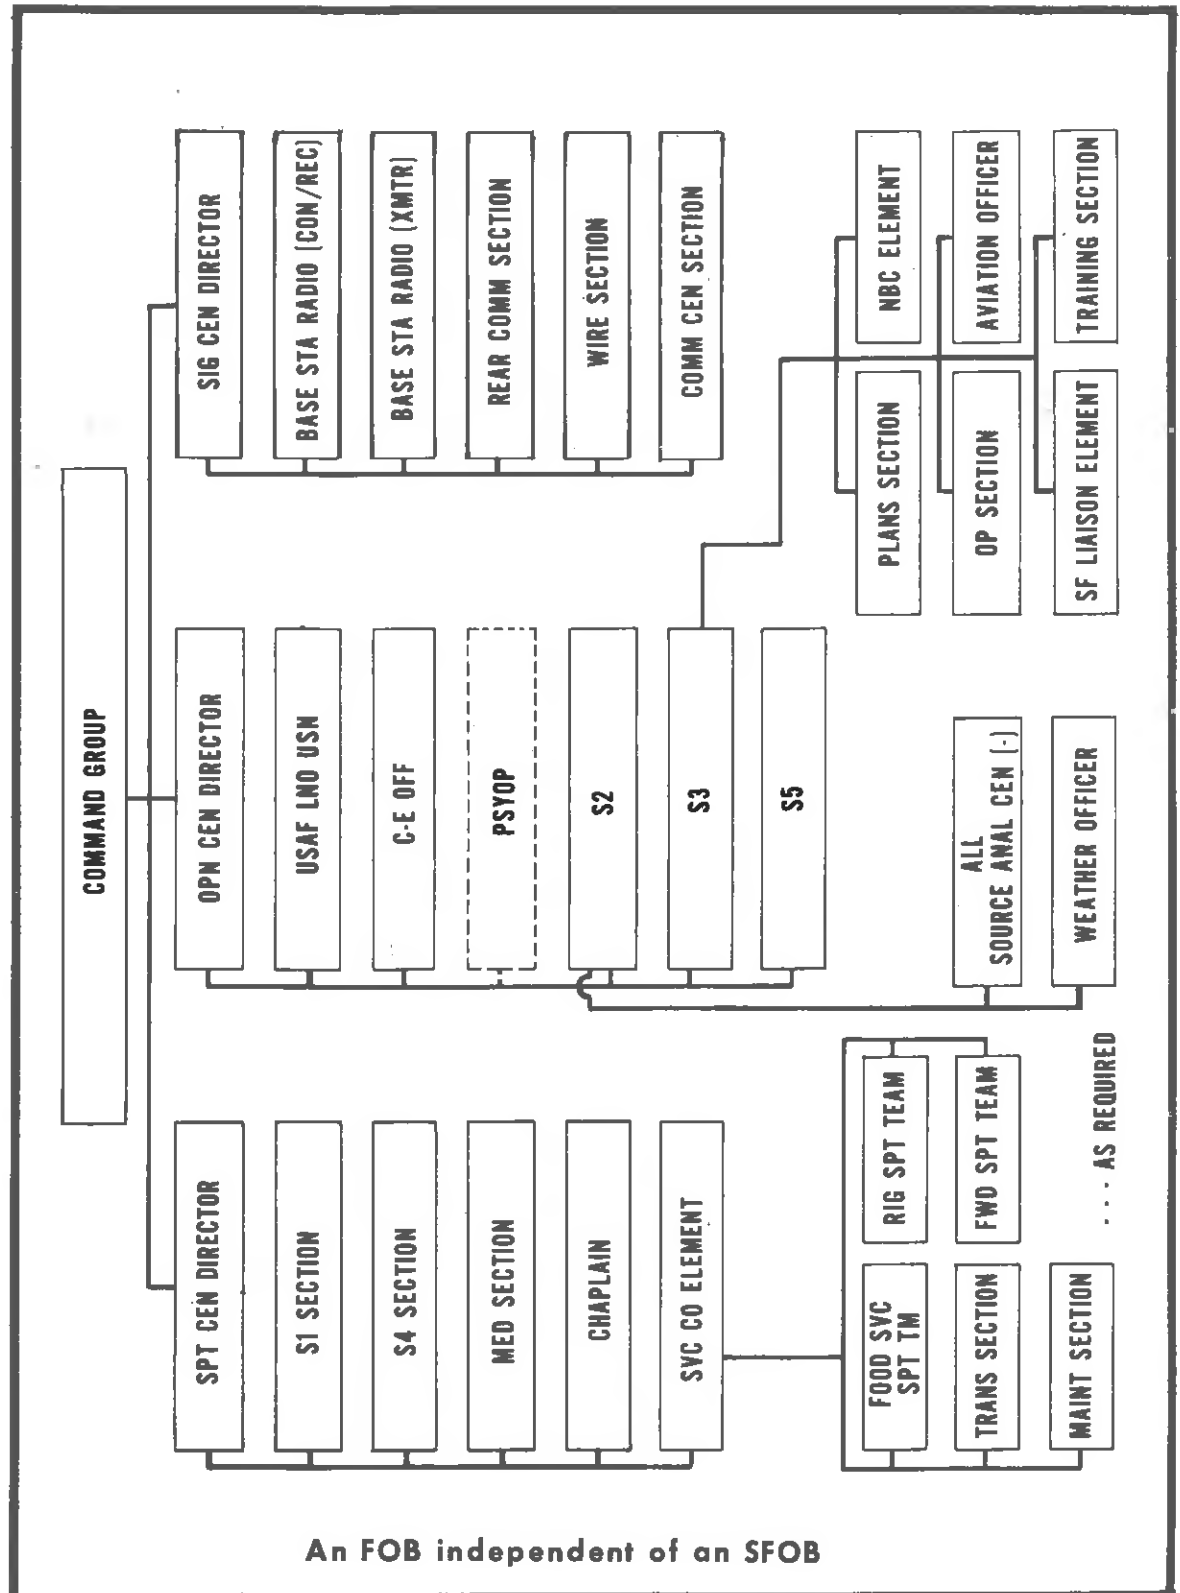 COMMAND GROUP
SPT CEN DIRECTOR
S1 SECTION
S4 SECTION
MED SECTION
CHAPLAIN
SVC CO ELEMENT
FOOD SVC
SPT TM
RIG SPT TEAM
TRANS SECTION
FWD SPT TEAM
MAINT SECTION
- - - AS REQUIRED
OPN CEN DIRECTOR
USAF LNO USN
C-E OFF
PSYOP
S2
S3
S5
ALL
SOURCE ANAL CEN (-)
WEATHER OFFICER
SIG CEN DIRECTOR
BASE STA RADIO (CON/REC)
BASE STA RADIO (XMTR)
REAR COMM SECTION
WIRE SECTION
COMM CEN SECTION
PLANS SECTION
NBC ELEMENT
OP SECTION
AVIATION OFFICER
SF LIAISON ELEMENT
TRAINING SECTION
An FOB independent of an SFOB